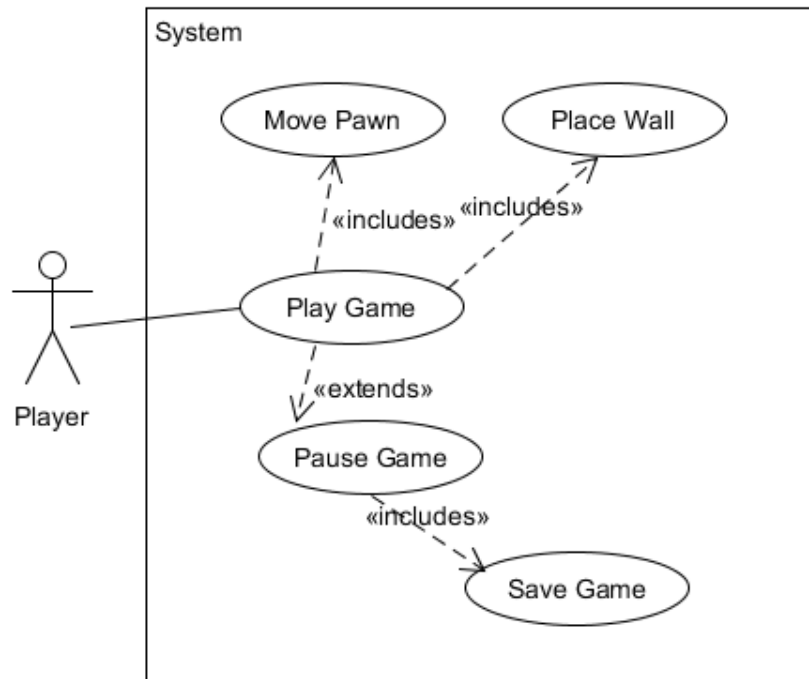 System
Move Pawn
Place Wall
«includes»
«includes»
Play Game
Player
«extends»
Pause Game
«includes»
Save Game